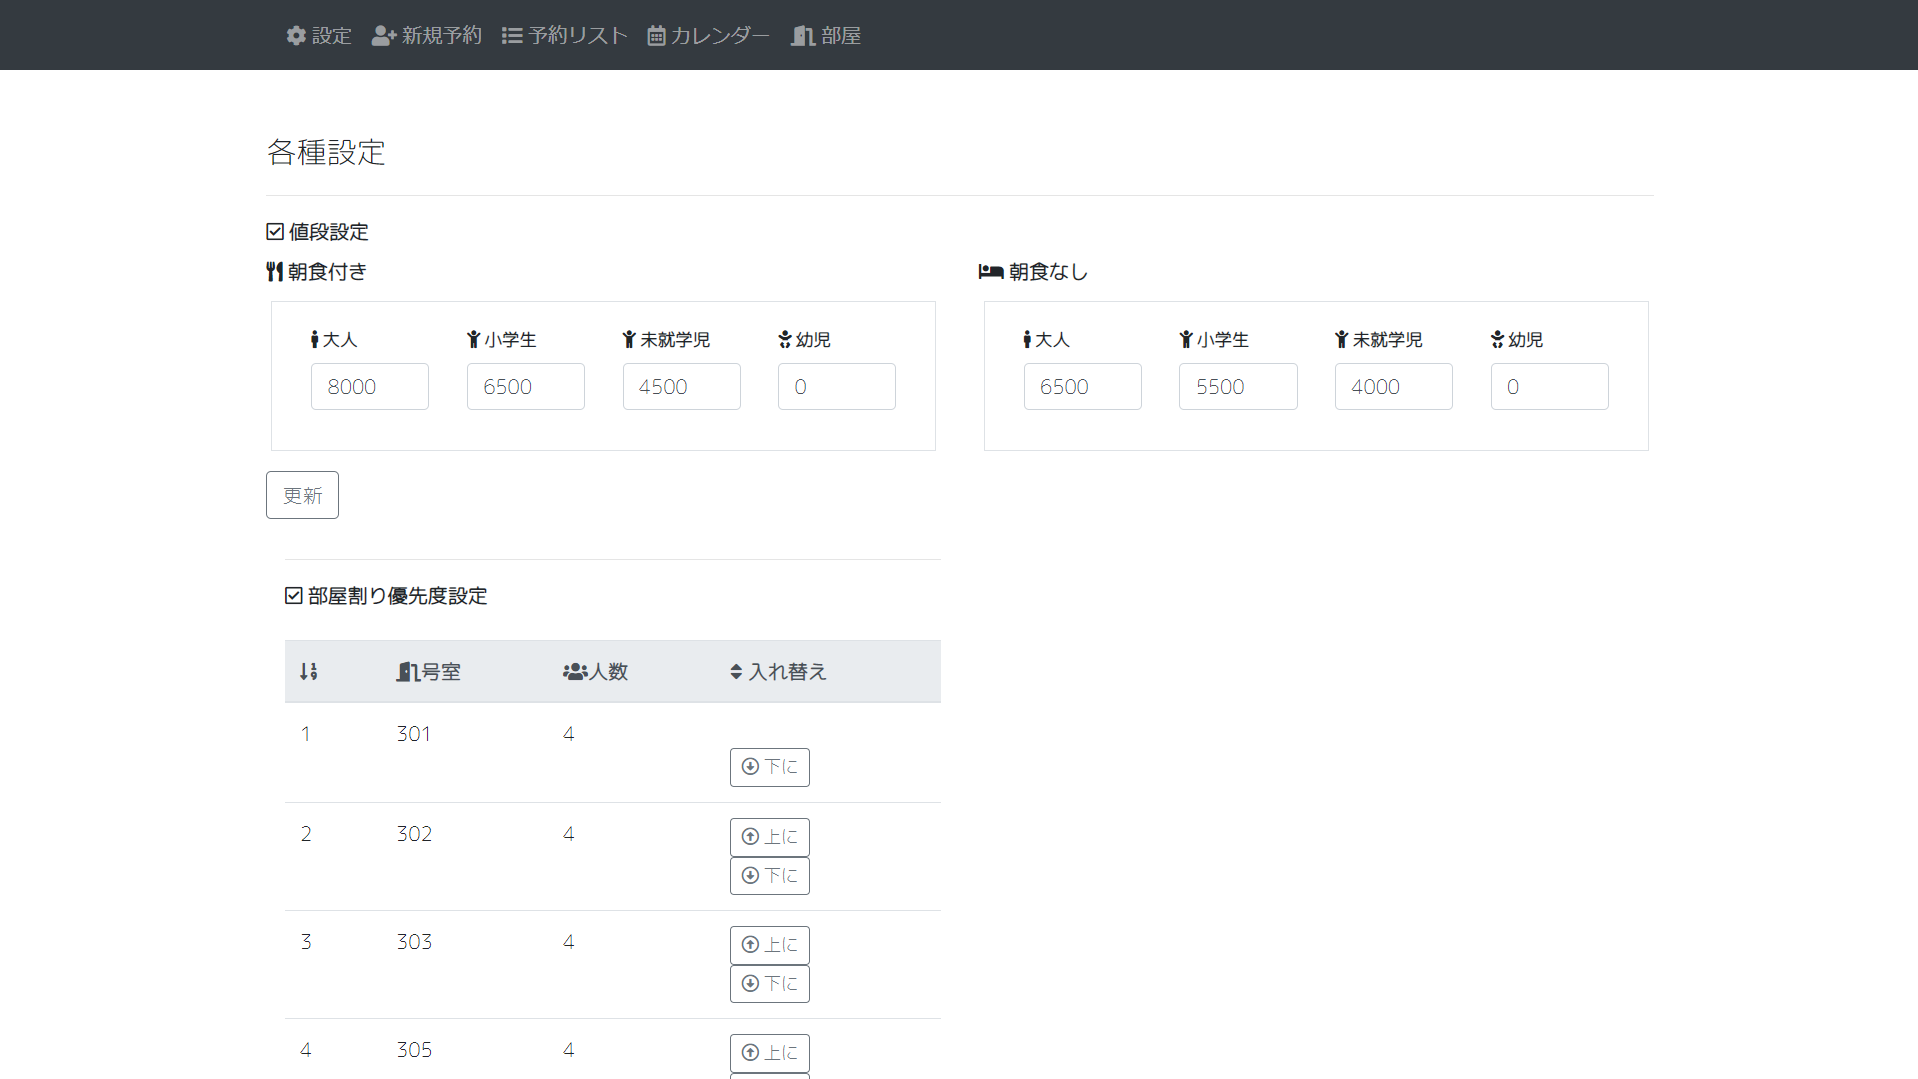 設定 新規予約 予約リスト カレンダー 部屋
各種設定
値段設定
朝食付き 朝食なし
大人 小学生 未就学児 幼児 大人 小学生 未就学児 幼児
8000 6500 4500 0 6500 5500 4000 0
更新
部屋割り優先度設定
号室 人数 入れ替え
1 301 4
下に
2 302 4 上に
下に
3 303 4 上に
下に
4 305 4 上に